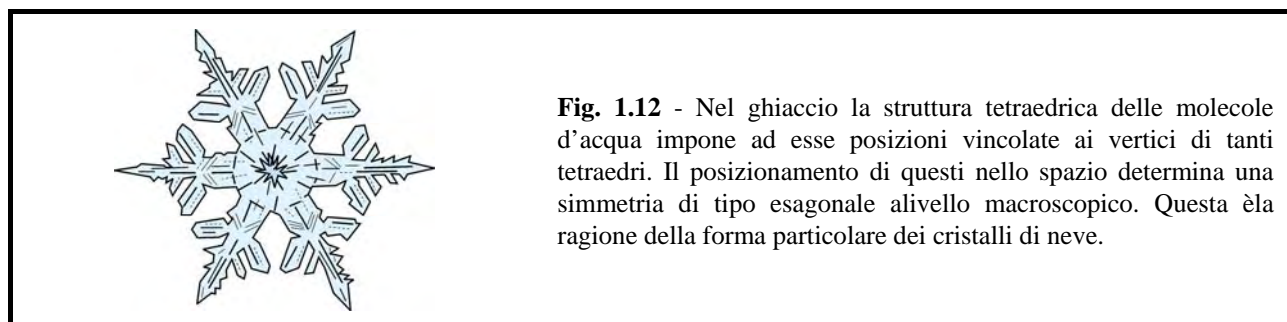 Fig. 1.12 - Nel ghiaccio la struttura tetraedrica delle molecole
d'acqua impone ad esse posizioni vincolate ai vertici di tanti
tetraedri. Il posizionamento di questi nello spazio determina una
simmetria di tipo esagonale alivello macroscopico. Questa èla
ragione della forma particolare dei cristalli di neve.